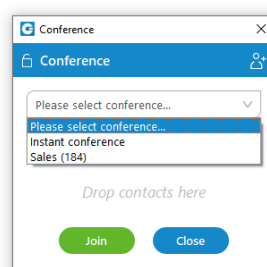 Conference
Conference
Please select conference...
Please select conference...
Instant conference
Sales (184)
Drop contacts here
Join Close